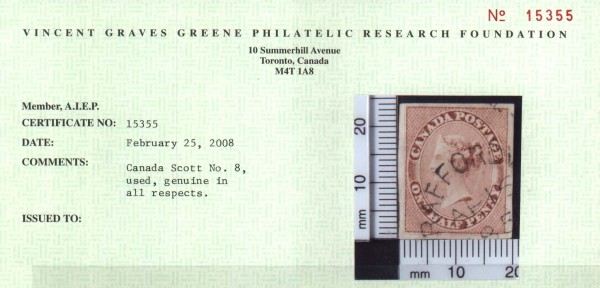 Nº 15355
VINCENT GRAVES GREENE PHILATELIC RESEARCH FOUNDATION
10 Summerhill Avenue
Toronto, Canada
M4T 1A8
Member, A.I.E.P.
CERTIFICATE NO: 15355
DATE: February 25, 2008
COMMENTS: Canada Scott No. 8,
used, genuine in
all respects.
ISSUED TO:
CANADA POSTAGE
ONE HALF PENNY
20
10
mm
mm 10 20